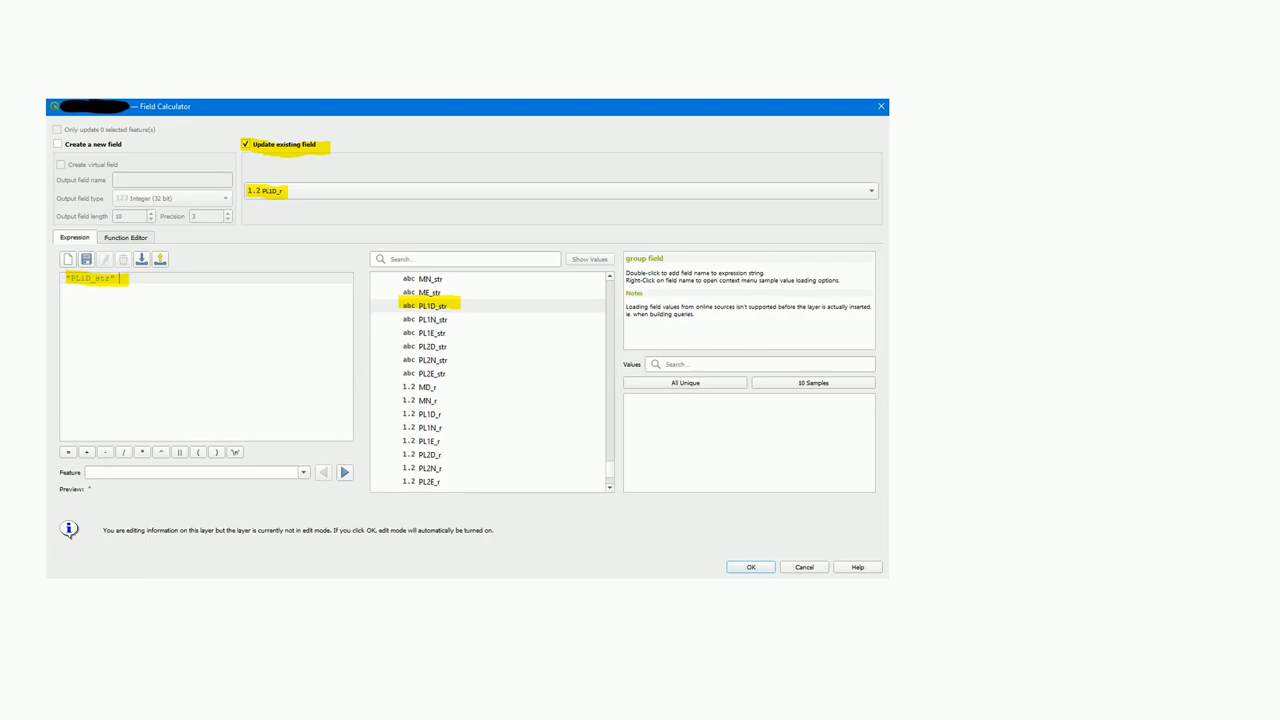 — Field Calculator
Only update 0 selected feature(s)
Create a new field
Update existing field
Create virtual field
Output field name
1.2 PL1D_r
Output field type
123 Integer (32 bit)
Output field length
10
Precision
3
Expression
Function Editor
Search...
Show Values
"PL1D_str"
abc MN_str
abc ME_str
abc PL1D_str
abc PL1N_str
abc PL1E_str
abc PL2D_str
abc PL2N_str
abc PL2E_str
1.2 MD_r
1.2 MN_r
1.2 PL1D_r
1.2 PL1N_r
1.2 PL1E_r
1.2 PL2D_r
1.2 PL2N_r
1.2 PL2E_r
group field
Double-click to add field name to expression string.
Right-Click on field name to open context menu sample value loading options.
Notes
Loading field values from online sources isn't supported before the layer is actually inserted,
ie. when building queries.
Values
Search...
All Unique
10 Samples
= + - / * ^ || ( ) '\n'
Feature
Preview: "
You are editing information on this layer but the layer is currently not in edit mode. If you click OK, edit mode will automatically be turned on.
OK
Cancel
Help